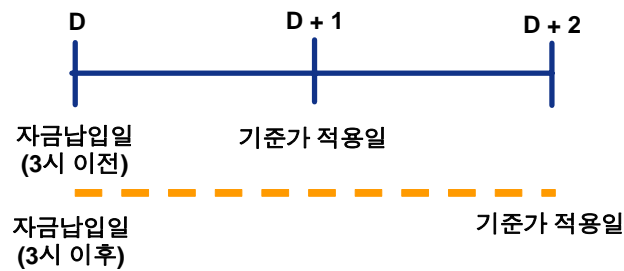 D
D + 1
D + 2
자금납입일
(3시 이전)
기준가 적용일
자금납입일
(3시 이후)
기준가 적용일